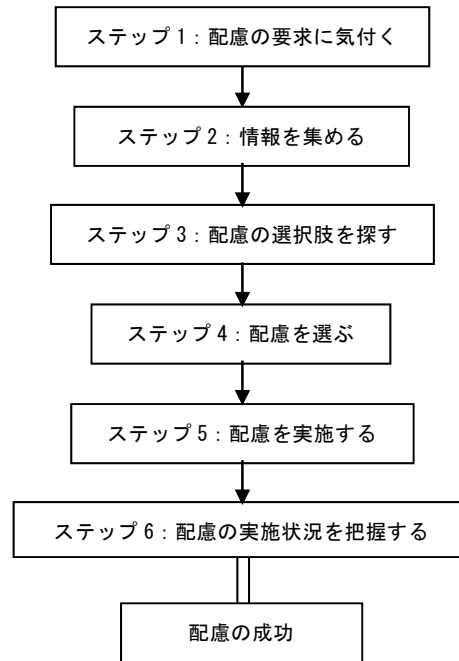 ステップ1：配慮の要求に気付く
ステップ2：情報を集める
ステップ3：配慮の選択肢を探す
ステップ4：配慮を選ぶ
ステップ5：配慮を実施する
ステップ6：配慮の実施状況を把握する
配慮の成功